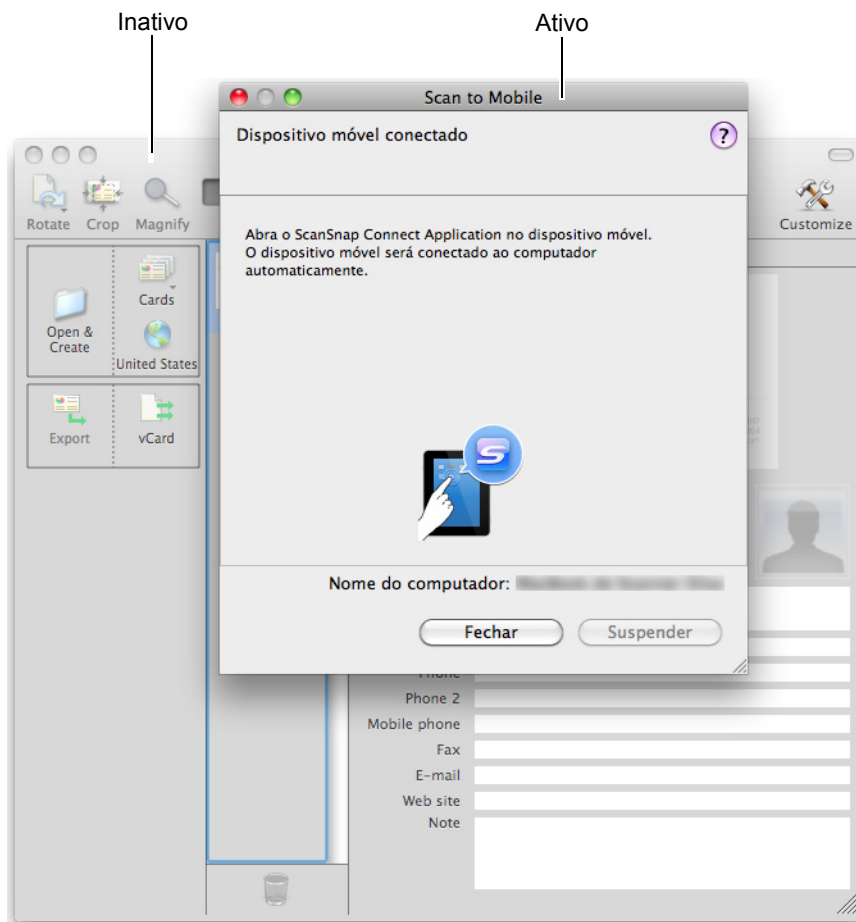 Inativo
Ativo
Scan to Mobile
Dispositivo móvel conectado
?
Rotate Crop Magnify
Customize
Abra o ScanSnap Connect Application no dispositivo móvel.
O dispositivo móvel será conectado ao computador
automaticamente.
Open &
Create
Cards
United States
Export
vCard
S
Nome do computador:
Fechar
Suspender
Phone
Phone 2
Mobile phone
Fax
E-mail
Web site
Note